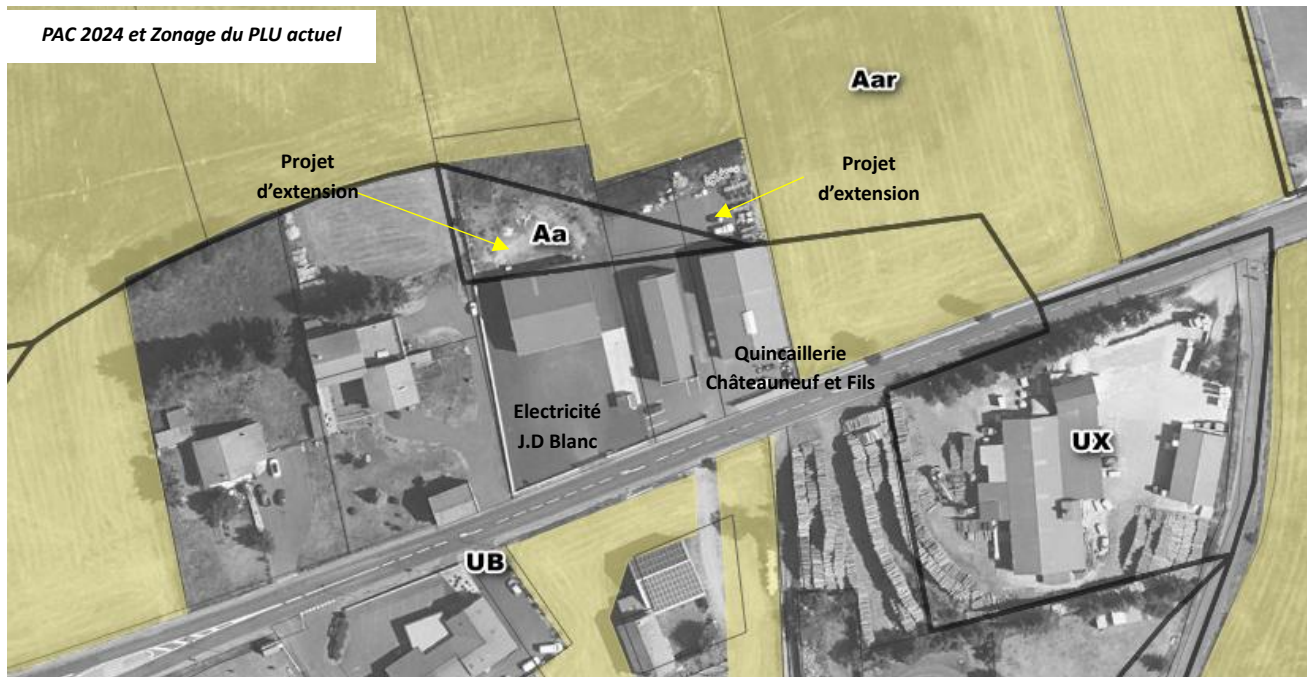 PAC 2024 et Zonage du PLU actuel
Aar
Projet
d'extension
Projet
d'extension
Aa
Quincaillerie
Châteauneuf et Fils
Electricité
J.D Blanc
UX
UB